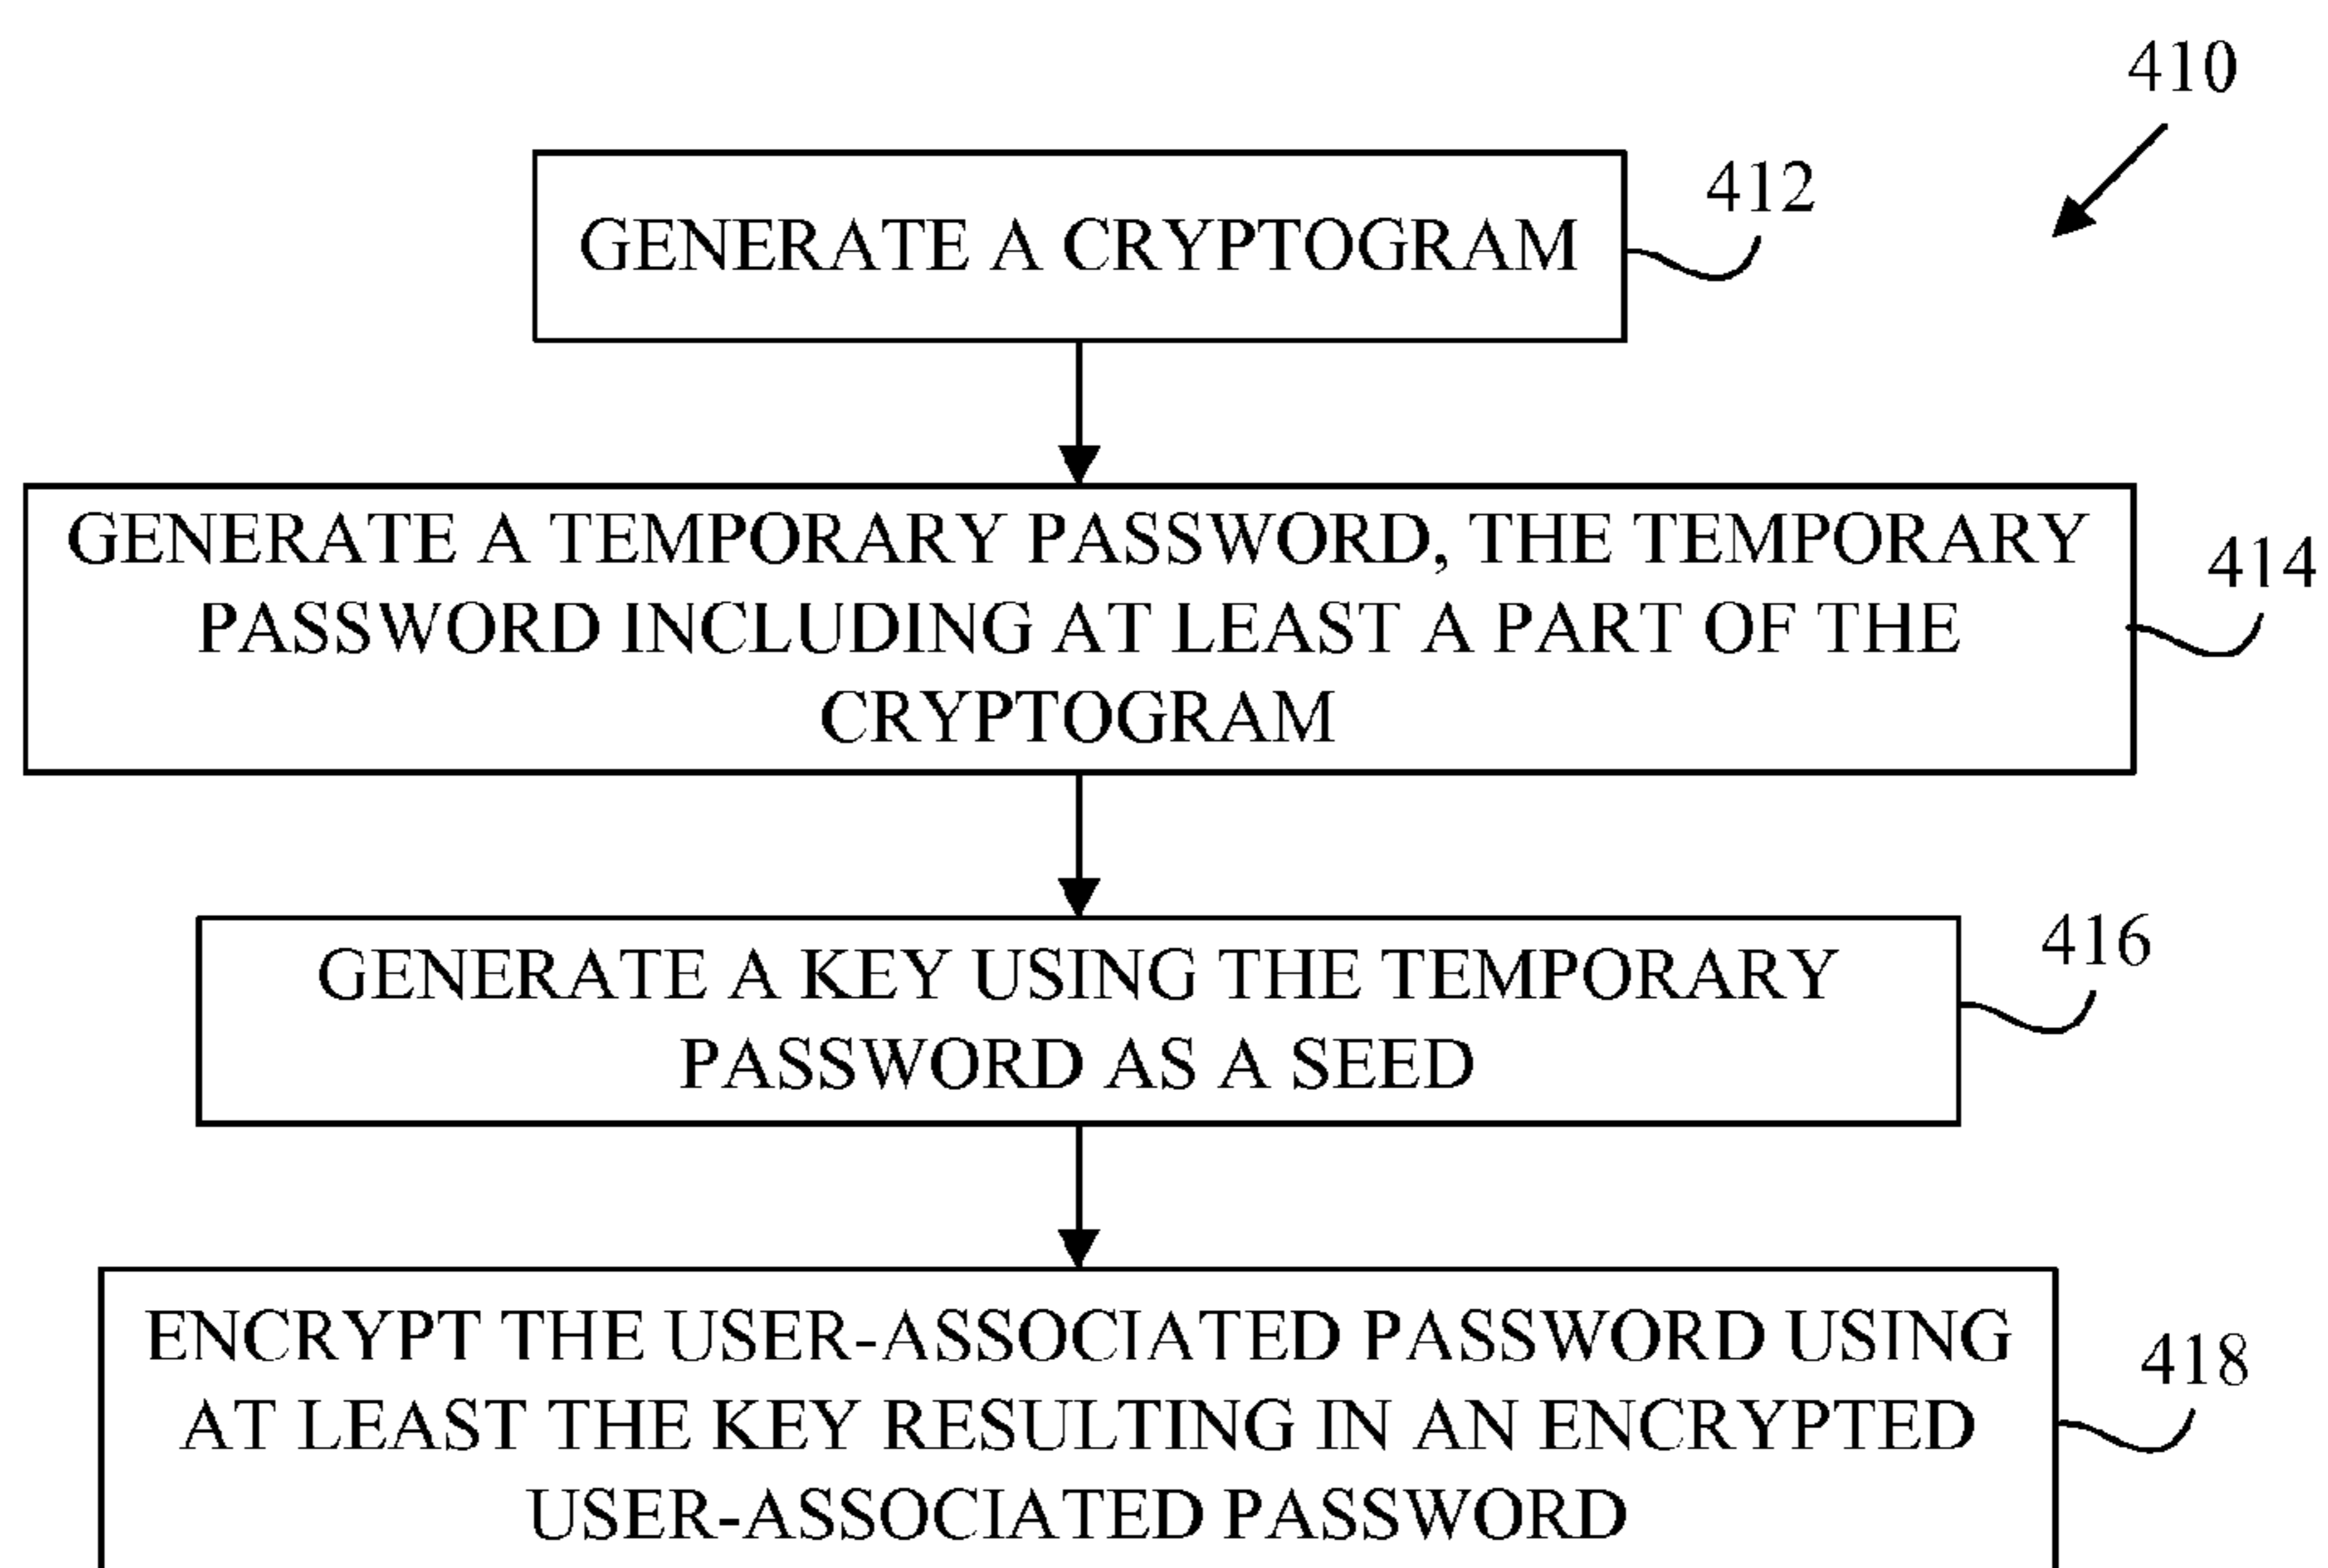 410
412
GENERATE A CRYPTOGRAM
GENERATE A TEMPORARY PASSWORD, THE TEMPORARY
414
PASSWORD INCLUDING AT LEAST A PART OF THE
CRYPTOGRAM
416
GENERATE A KEY USING THE TEMPORARY
PASSWORD AS A SEED
ENCRYPT THE USER-ASSOCIATED PASSWORD USING
418
AT LEAST THE KEY RESULTING IN AN ENCRYPTED
USER-ASSOCIATED PASSWORD